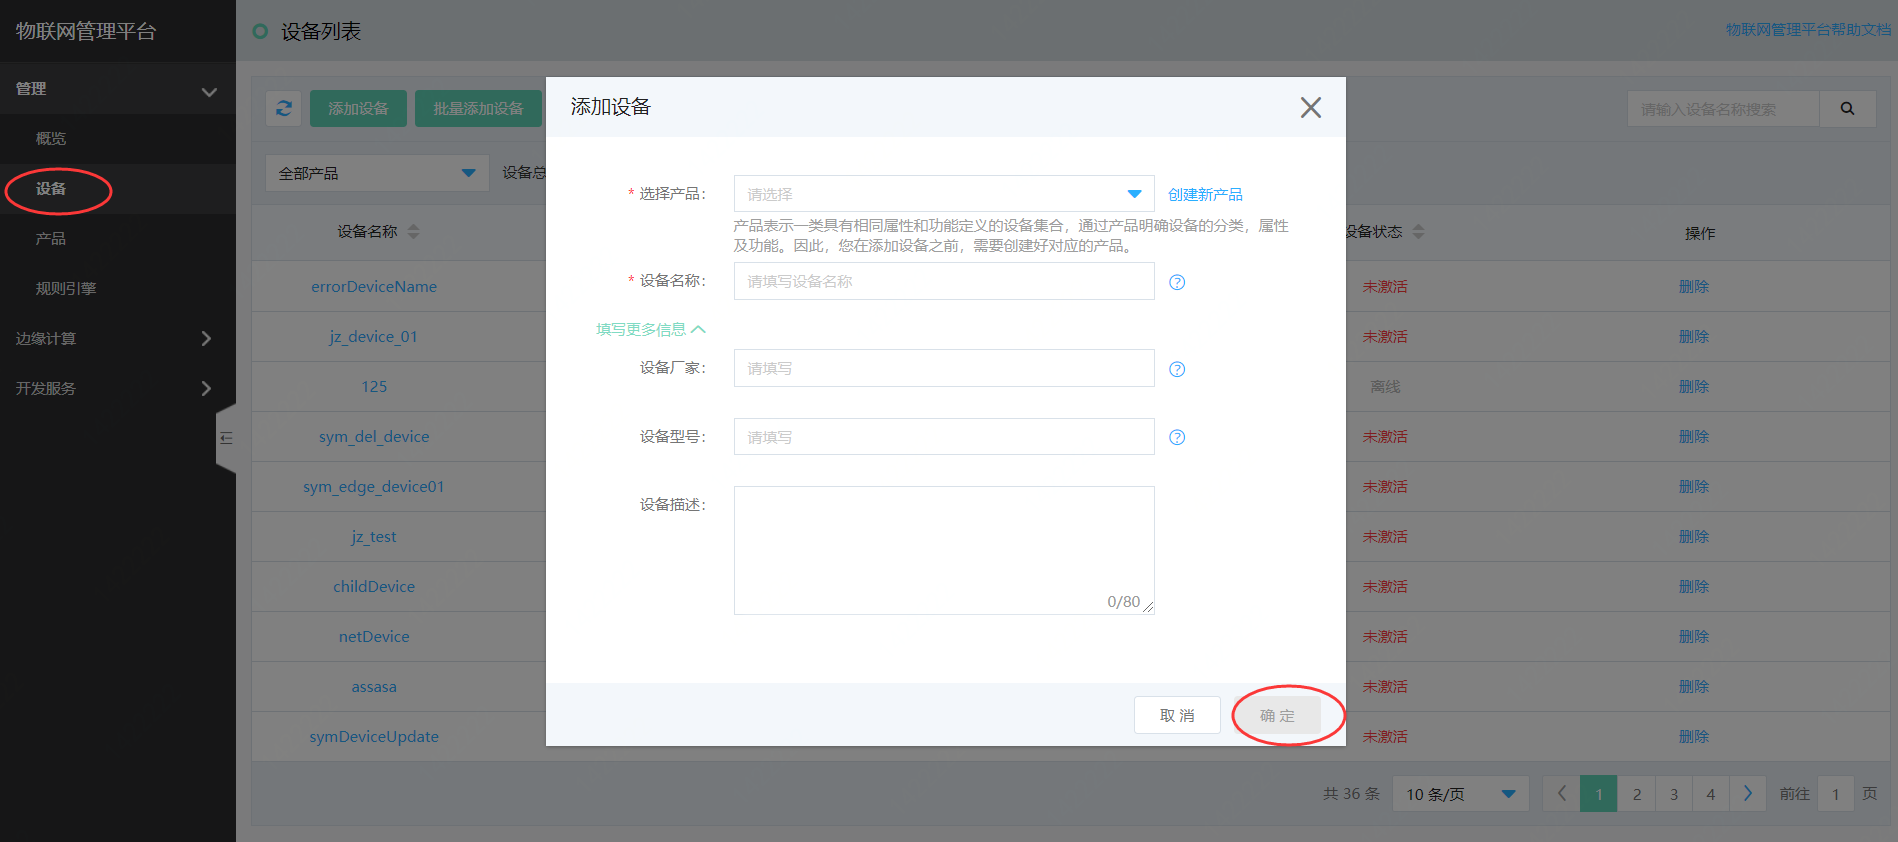 物联网管理平台
管理
概览
设备
产品
规则引擎
边缘计算
开发服务
设备列表
物联网管理平台帮助文档
添加设备
批量添加设备
请输入设备名称搜索
全部产品
设备总
设备名称
设备状态
操作
errorDeviceName
未激活
删除
jz_device_01
未激活
删除
125
离线
删除
sym_del_device
未激活
删除
sym_edge_device01
未激活
删除
jz_test
未激活
删除
childDevice
未激活
删除
netDevice
未激活
删除
assasa
未激活
删除
symDeviceUpdate
未激活
删除
共 36 条
10 条/页
1
2
3
4
前往
1
页
添加设备
* 选择产品:
请选择
创建新产品
产品表示一类具有相同属性和功能定义的设备集合，通过产品明确设备的分类，属性
及功能。因此，您在添加设备之前，需要创建好对应的产品。
* 设备名称:
请填写设备名称
填写更多信息
设备厂家:
请填写
设备型号:
请填写
设备描述:
0/80
取 消
确 定